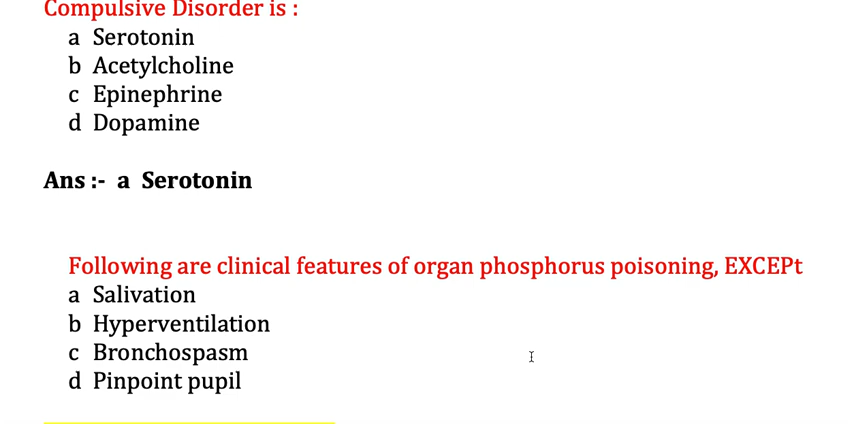 Compulsive Disorder is :
a Serotonin
b Acetylcholine
c Epinephrine
d Dopamine
Ans :- a Serotonin
Following are clinical features of organ phosphorus poisoning, EXCEPt
a Salivation
b Hyperventilation
c Bronchospasm
d Pinpoint pupil